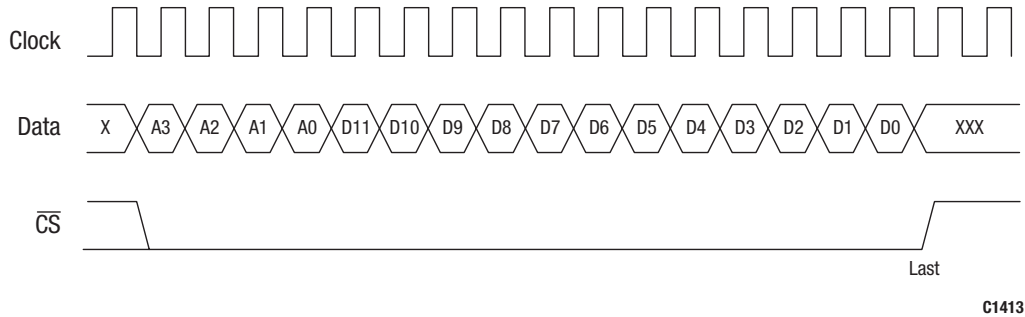 Clock
Data X A3 A2 A1 A0 D11 D10 D9 D8 D7 D6 D5 D4 D3 D2 D1 D0 XXX
C̅S̅
Last
C1413